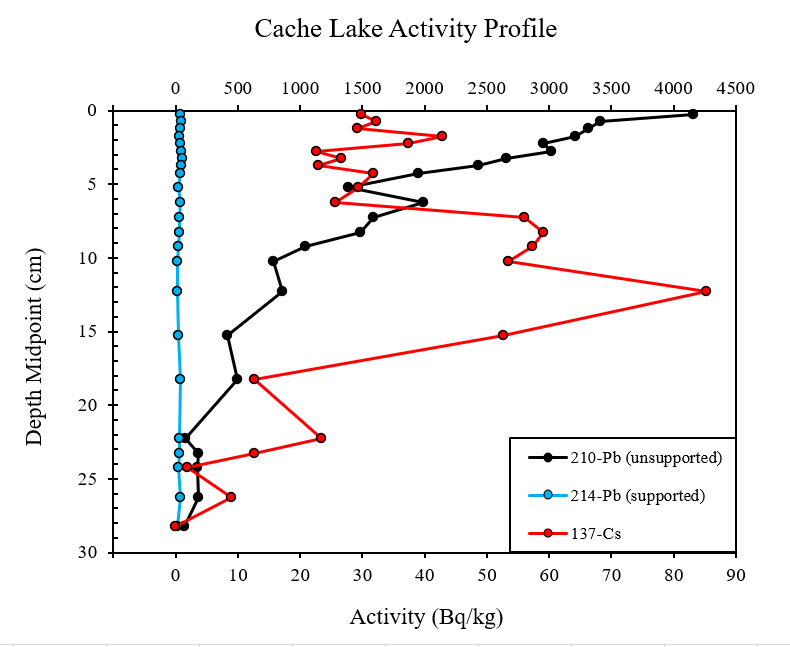 Cache Lake Activity Profile
0 500 1000 1500 2000 2500 3000 3500 4000 4500
0
5
10
15
20
25
30
Depth Midpoint (cm)
210-Pb (unsupported)
214-Pb (supported)
137-Cs
0 10 20 30 40 50 60 70 80 90
Activity (Bq/kg)